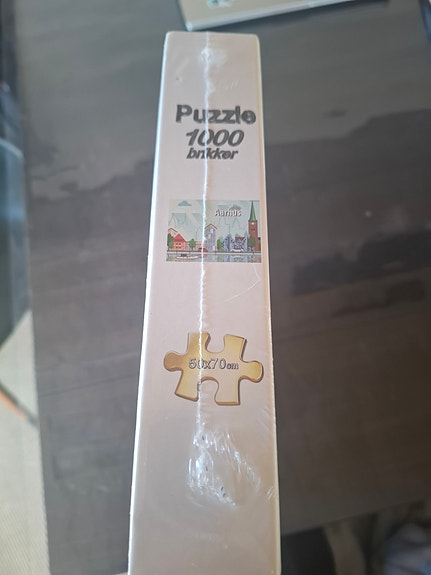 Puzzle
1000
brikker
Aarhus
50x70cm